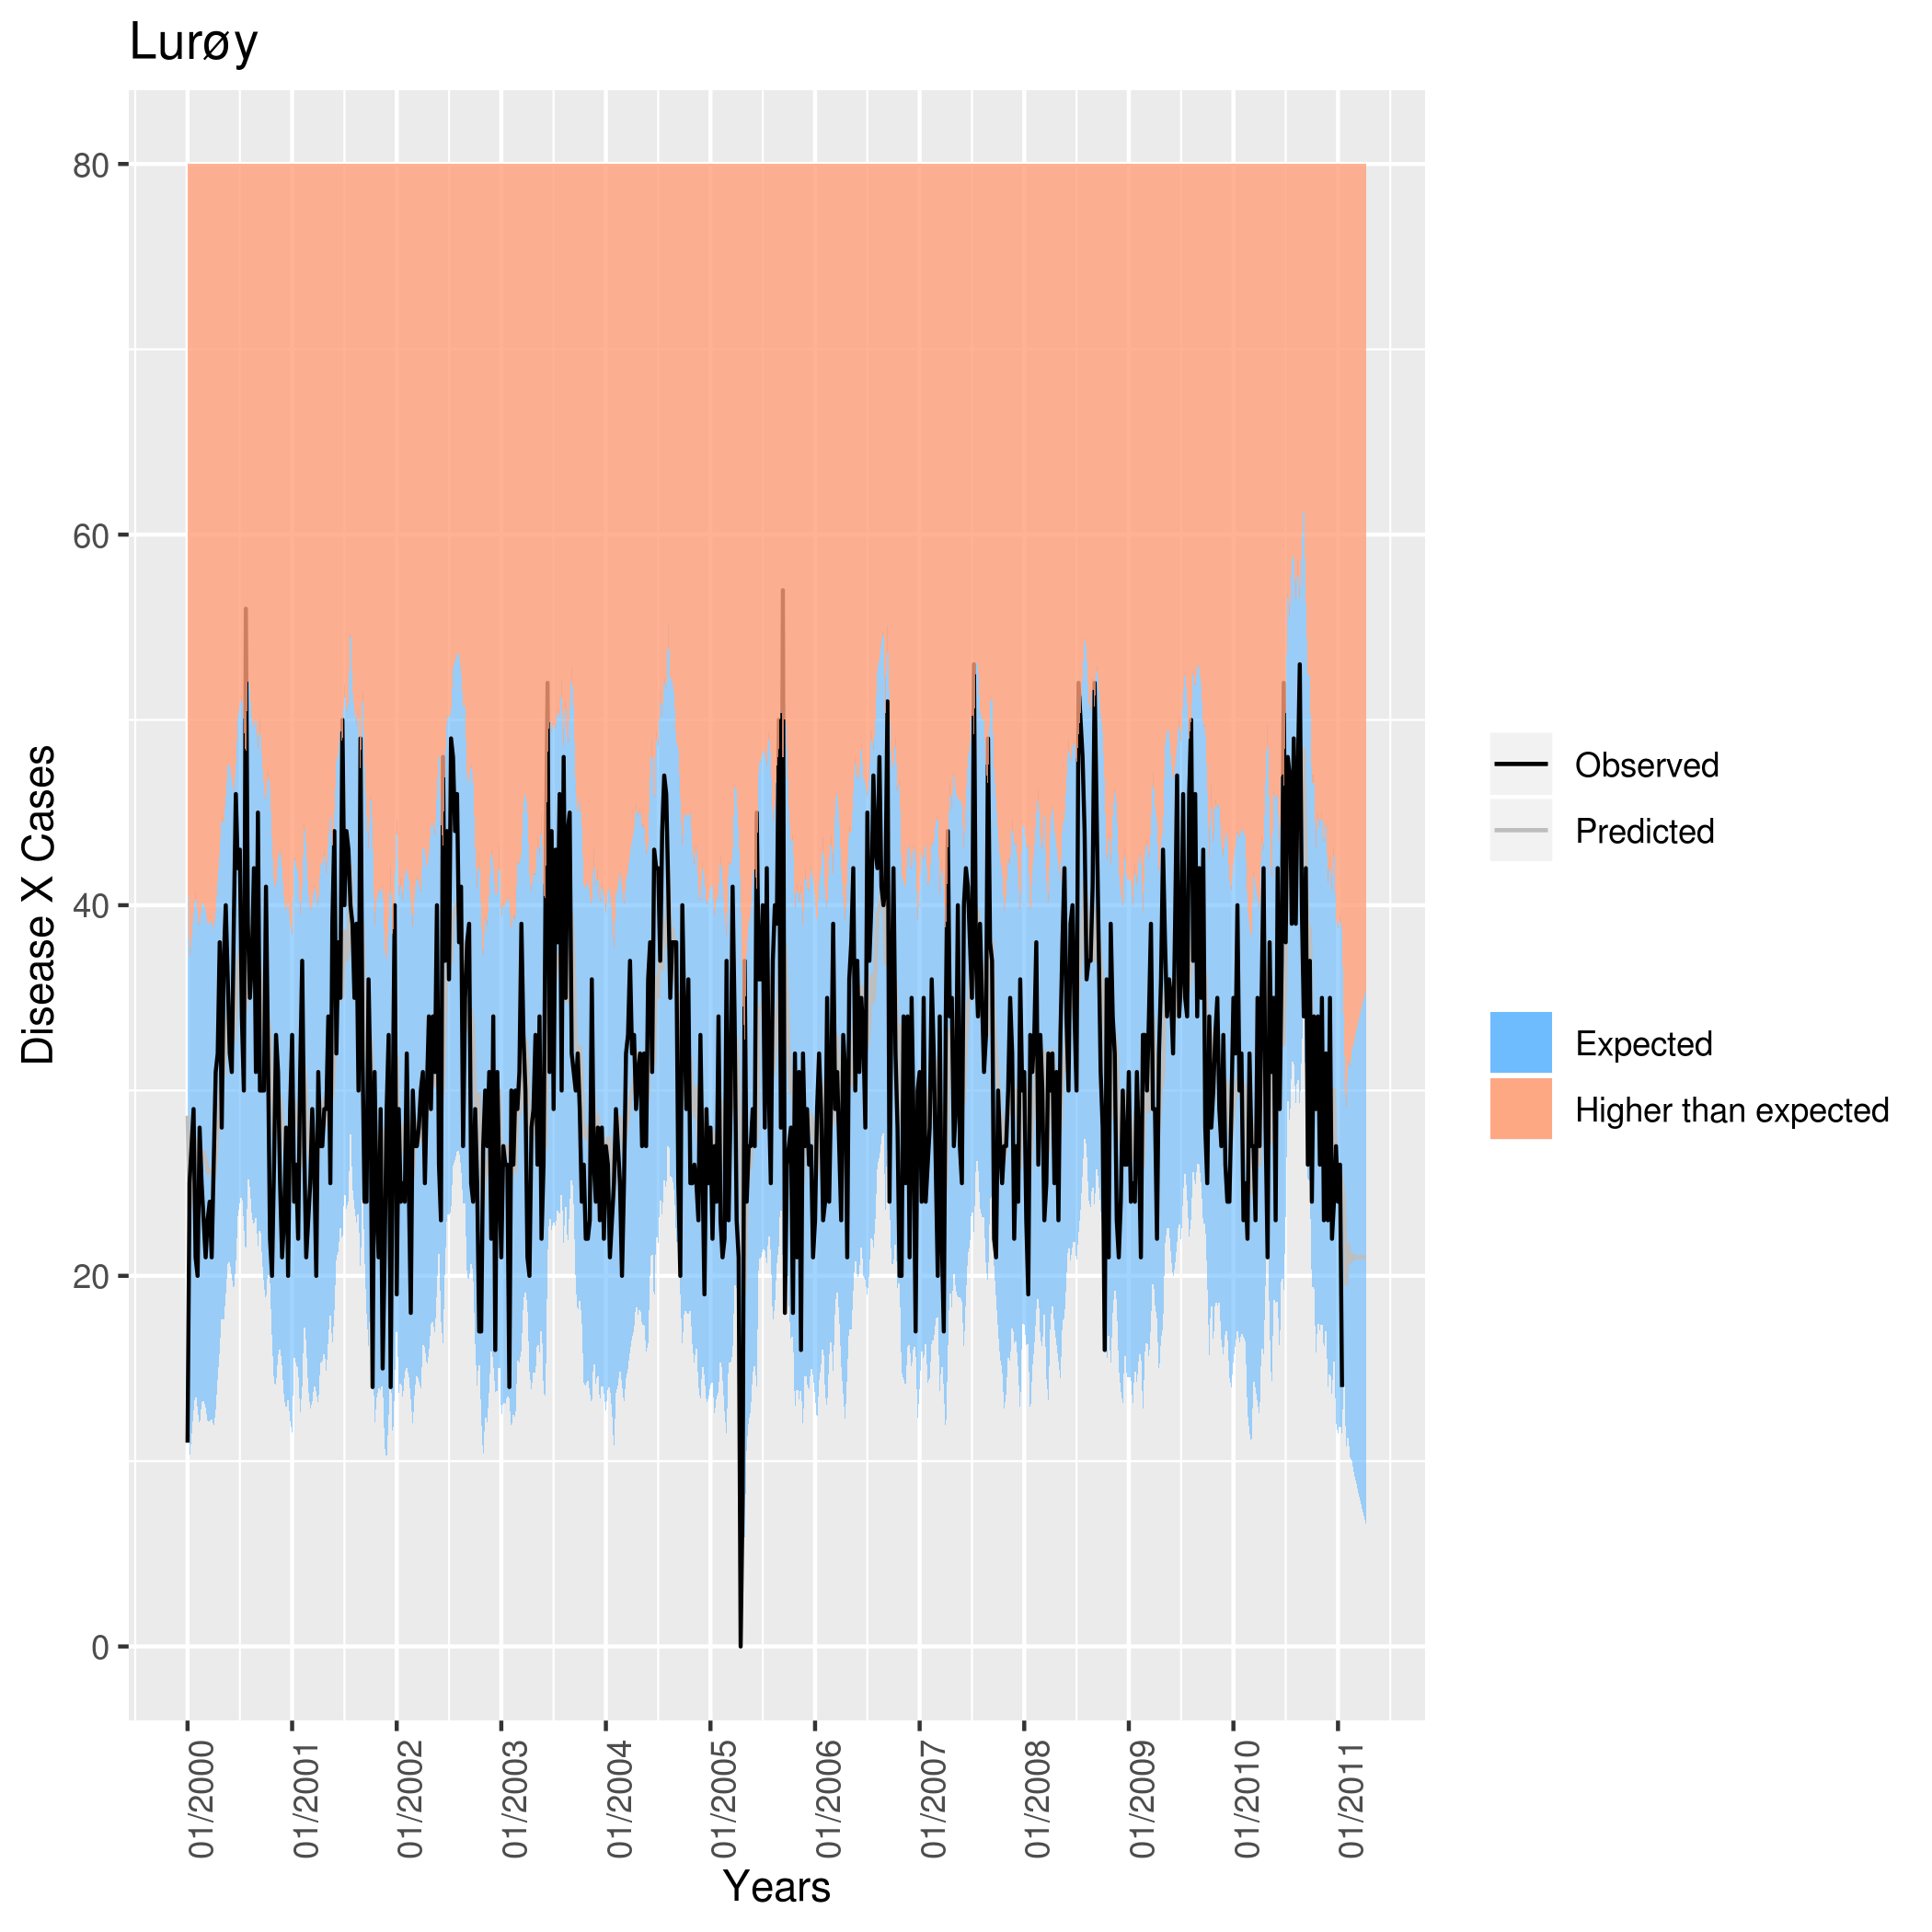 Lurøy
Disease X Cases
80
60
40
20
0
01/2000
01/2001
01/2002
01/2003
01/2004
01/2005
01/2006
01/2007
01/2008
01/2009
01/2010
01/2011
Years
Observed
Predicted
Expected
Higher than expected